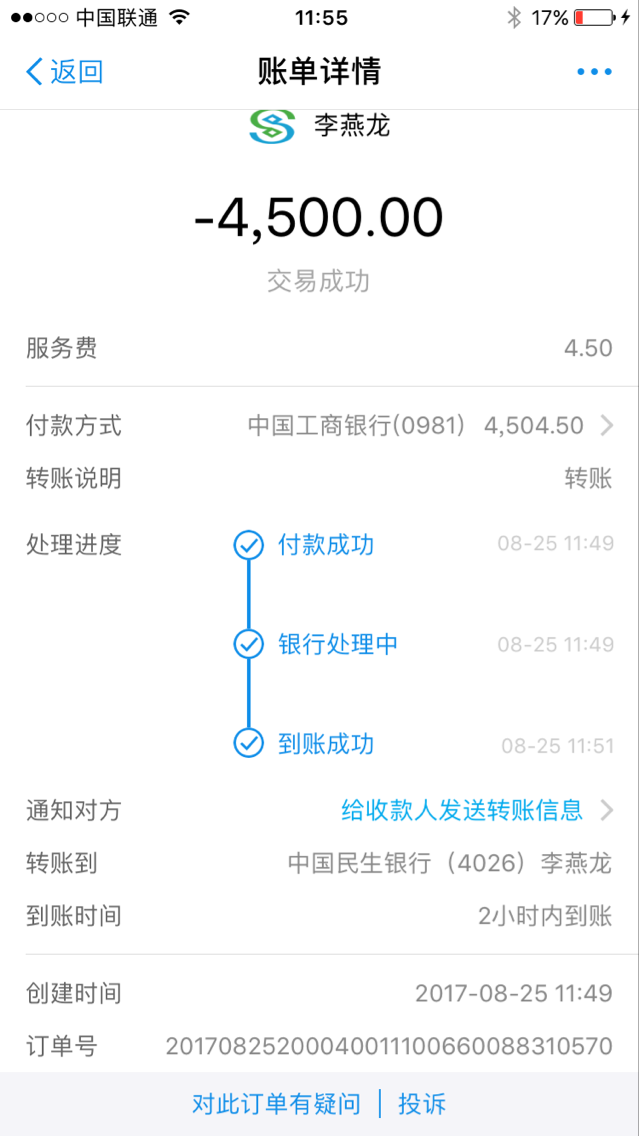 中国联通 11:55 17%
返回 账单详情
李燕龙
-4,500.00
交易成功
服务费 4.50
付款方式 中国工商银行(0981) 4,504.50
转账说明 转账
处理进度 付款成功 08-25 11:49
银行处理中 08-25 11:49
到账成功 08-25 11:51
通知对方 给收款人发送转账信息
转账到 中国民生银行（4026）李燕龙
到账时间 2小时内到账
创建时间 2017-08-25 11:49
订单号 20170825200040011100660088310570
对此订单有疑问 投诉